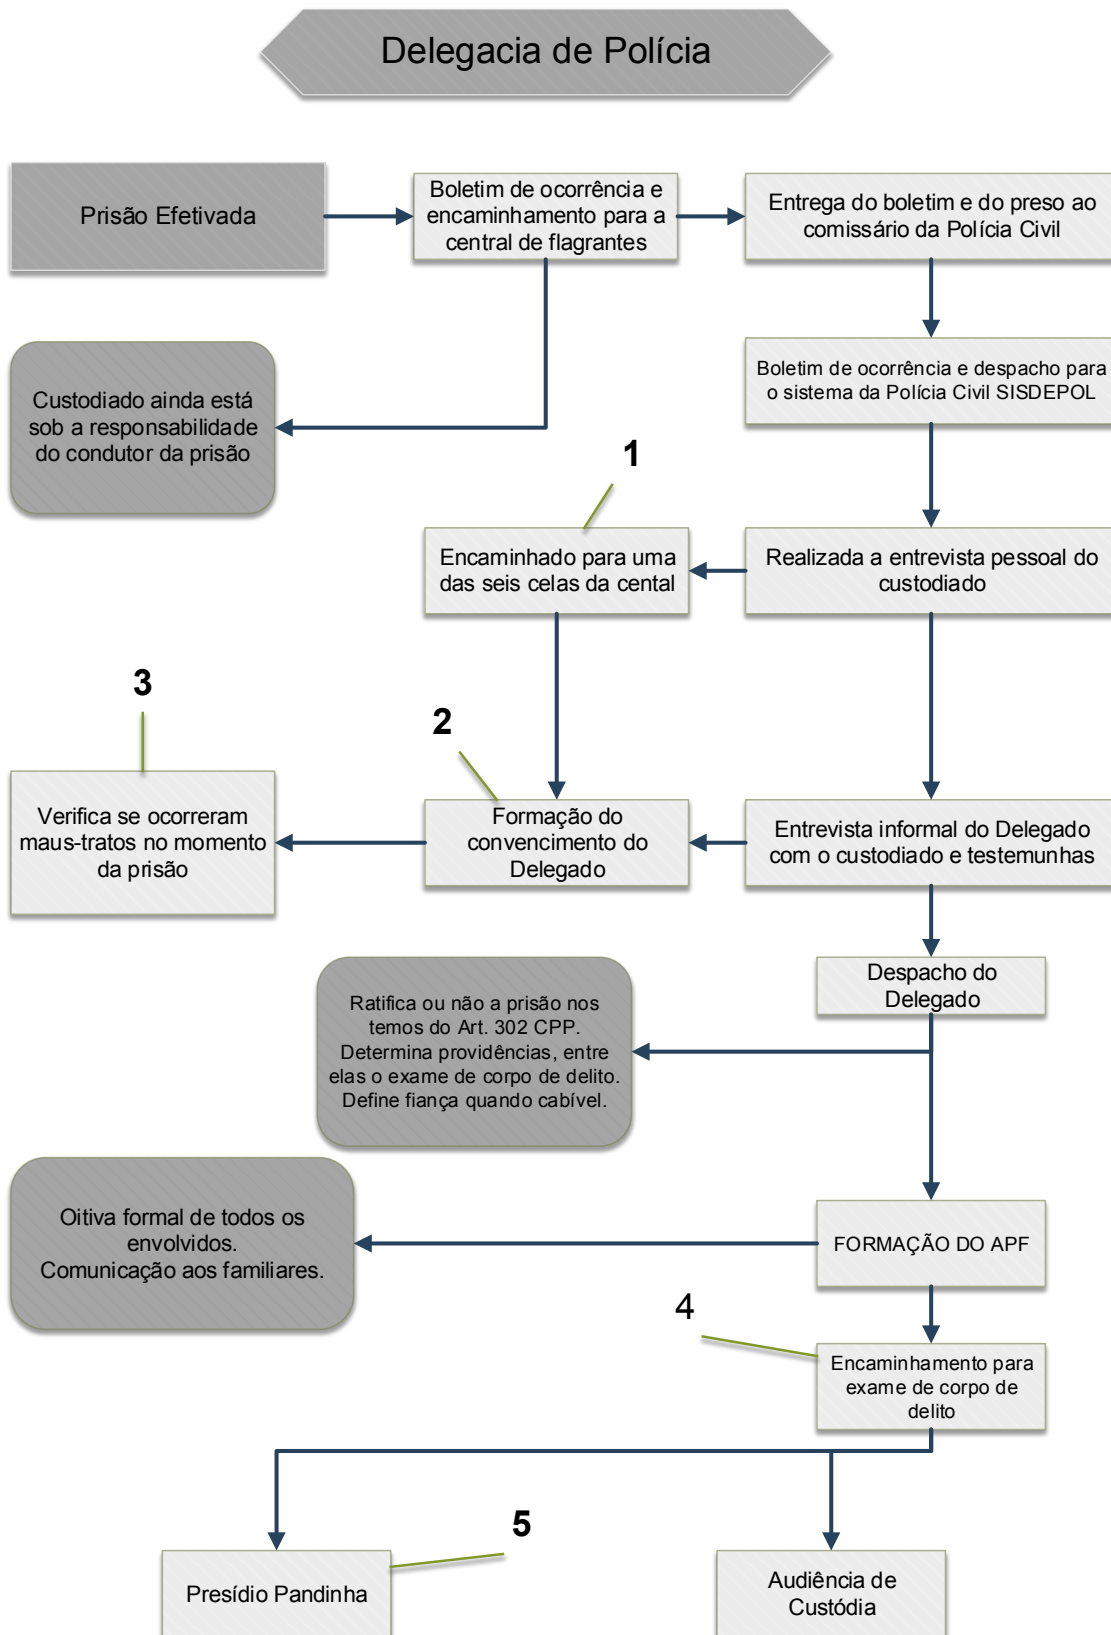 Delegacia de Polícia
Prisão Efetivada
Boletim de ocorrência e
encaminhamento para a
central de flagrantes
Entrega do boletim e do preso ao
comissário da Polícia Civil
Custodiado ainda está
sob a responsabilidade
do condutor da prisão
Boletim de ocorrência e despacho para
o sistema da Polícia Civil SISDEPOL
1
Encaminhado para uma
das seis celas da cental
Realizada a entrevista pessoal do
custodiado
3
2
Verifica se ocorreram
maus-tratos no momento
da prisão
Formação do
convencimento do
Delegado
Entrevista informal do Delegado
com o custodiado e testemunhas
Despacho do
Delegado
Ratifica ou não a prisão nos
temos do Art. 302 CPP.
Determina providências, entre
elas o exame de corpo de delito.
Define fiança quando cabível.
Oitiva formal de todos os
envolvidos.
Comunicação aos familiares.
FORMAÇÃO DO APF
4
Encaminhamento para
exame de corpo de
delito
5
Presídio Pandinha
Audiência de
Custódia